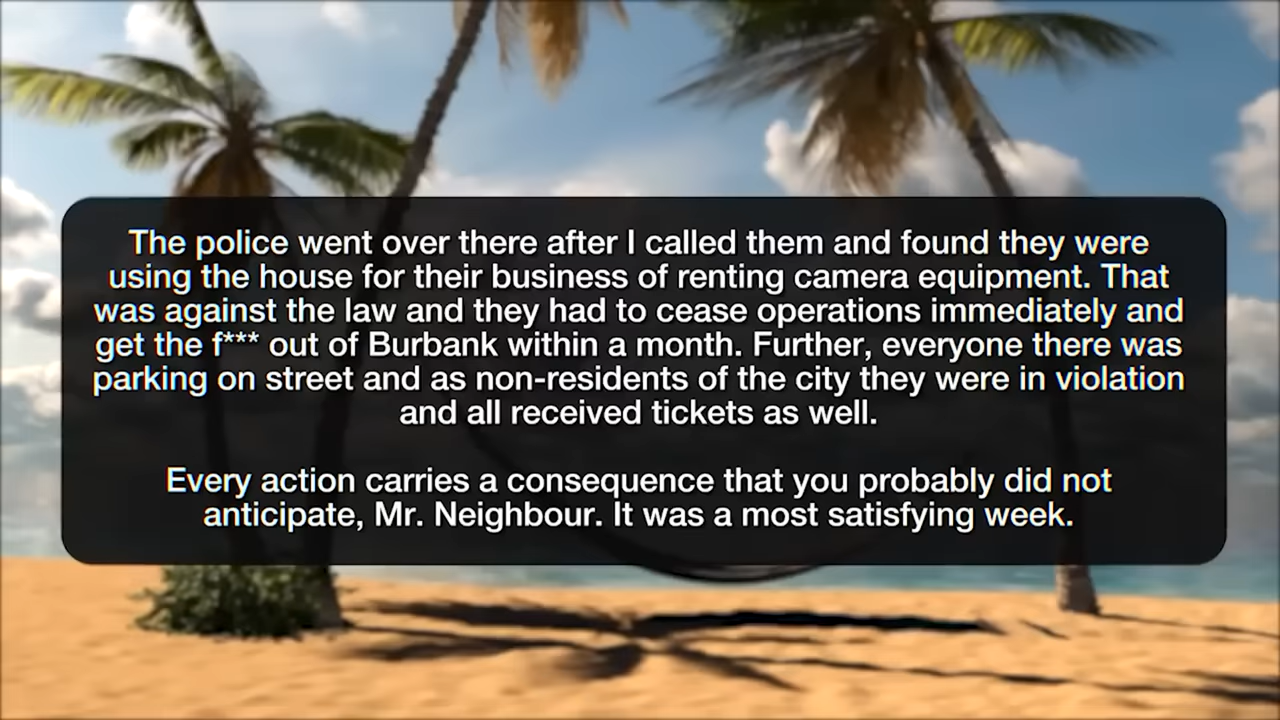 The police went over there after I called them and found they were
using the house for their business of renting camera equipment. That
was against the law and they had to cease operations immediately and
get the f*** out of Burbank within a month. Further, everyone there was
parking on street and as non-residents of the city they were in violation
and all received tickets as well.
Every action carries a consequence that you probably did not
anticipate, Mr. Neighbour. It was a most satisfying week.